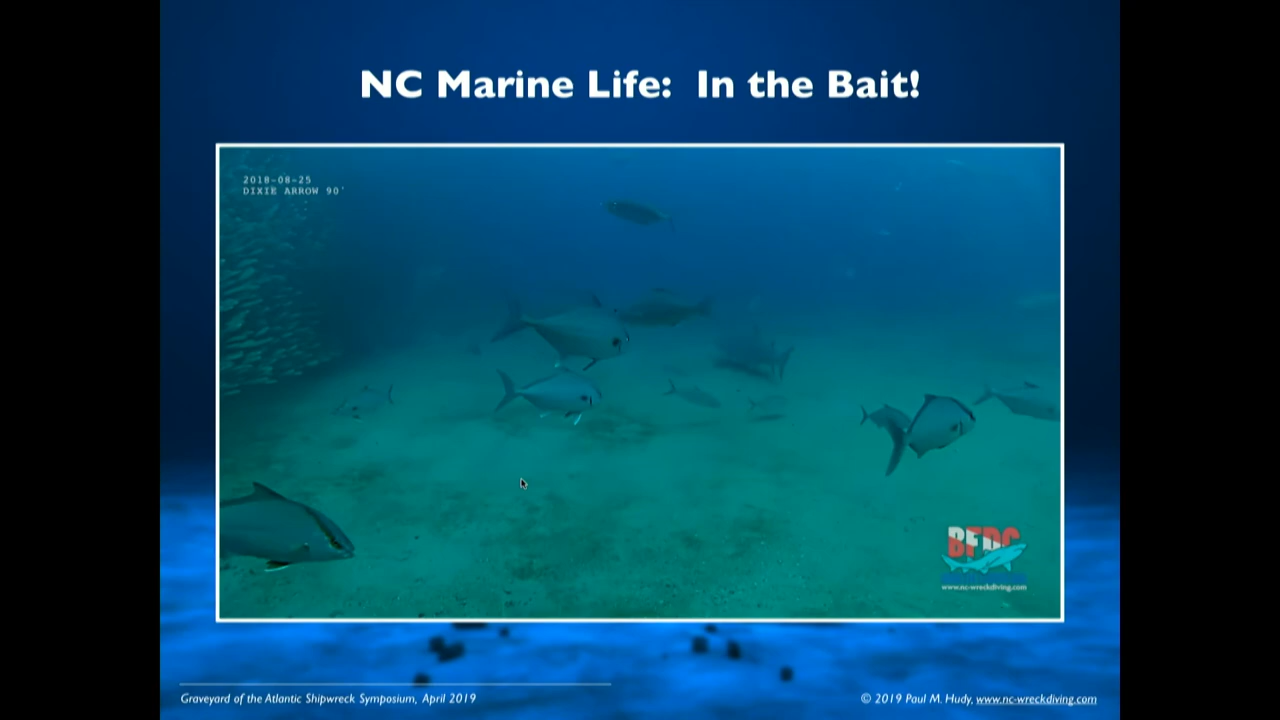 NC Marine Life: In the Bait!
2018-08-25
DIXIE ARROW 90'
BFDC
www.nc-wreckdiving.com
Graveyard of the Atlantic Shipwreck Symposium, April 2019
© 2019 Paul M. Hudy, www.nc-wreckdiving.com